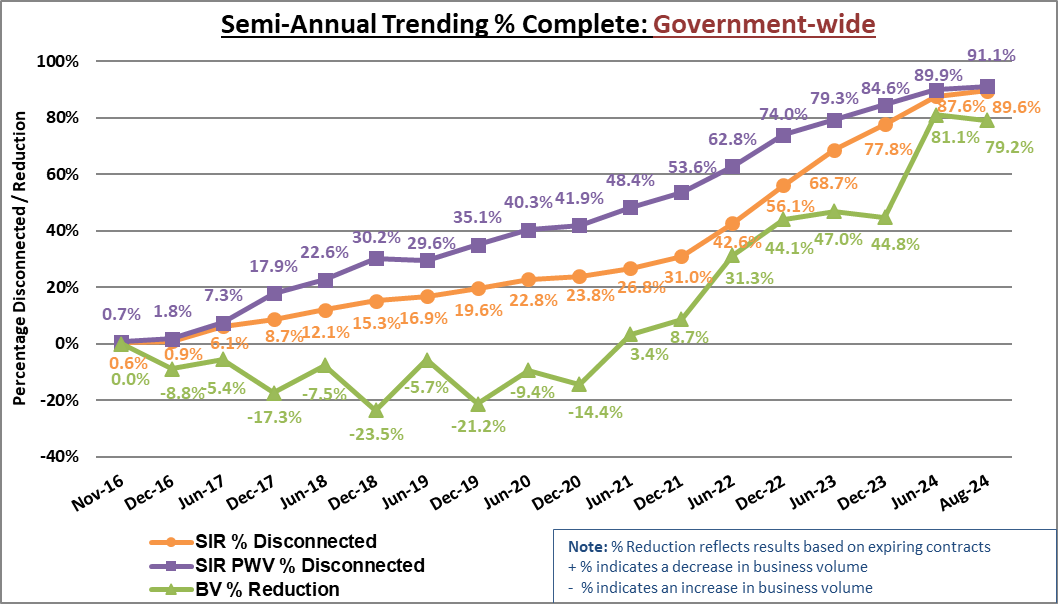 Semi-Annual Trending % Complete: Government-wide
Percentage Disconnected / Reduction
100%
80%
60%
40%
20%
0%
-20%
-40%
0.7%
1.8%
7.3%
17.9%
22.6%
30.2%
29.6%
35.1%
40.3%
41.9%
48.4%
53.6%
62.8%
74.0%
79.3%
84.6%
89.9%
91.1%
0.6%
0.9%
6.1%
8.7%
12.1%
15.3%
16.9%
19.6%
22.8%
23.8%
26.8%
31.0%
42.6%
56.1%
68.7%
77.8%
87.6%
89.6%
0.0%
-8.8%
-5.4%
-17.3%
-7.5%
-23.5%
-5.7%
-21.2%
-9.4%
-14.4%
3.4%
8.7%
31.3%
44.1%
47.0%
44.8%
81.1%
79.2%
Nov-16
Dec-16
Jun-17
Dec-17
Jun-18
Dec-18
Jun-19
Dec-19
Jun-20
Dec-20
Jun-21
Dec-21
Jun-22
Dec-22
Jun-23
Dec-23
Jun-24
Aug-24
SIR % Disconnected
SIR PWV % Disconnected
BV % Reduction
Note: % Reduction reflects results based on expiring contracts
+ % indicates a decrease in business volume
- % indicates an increase in business volume